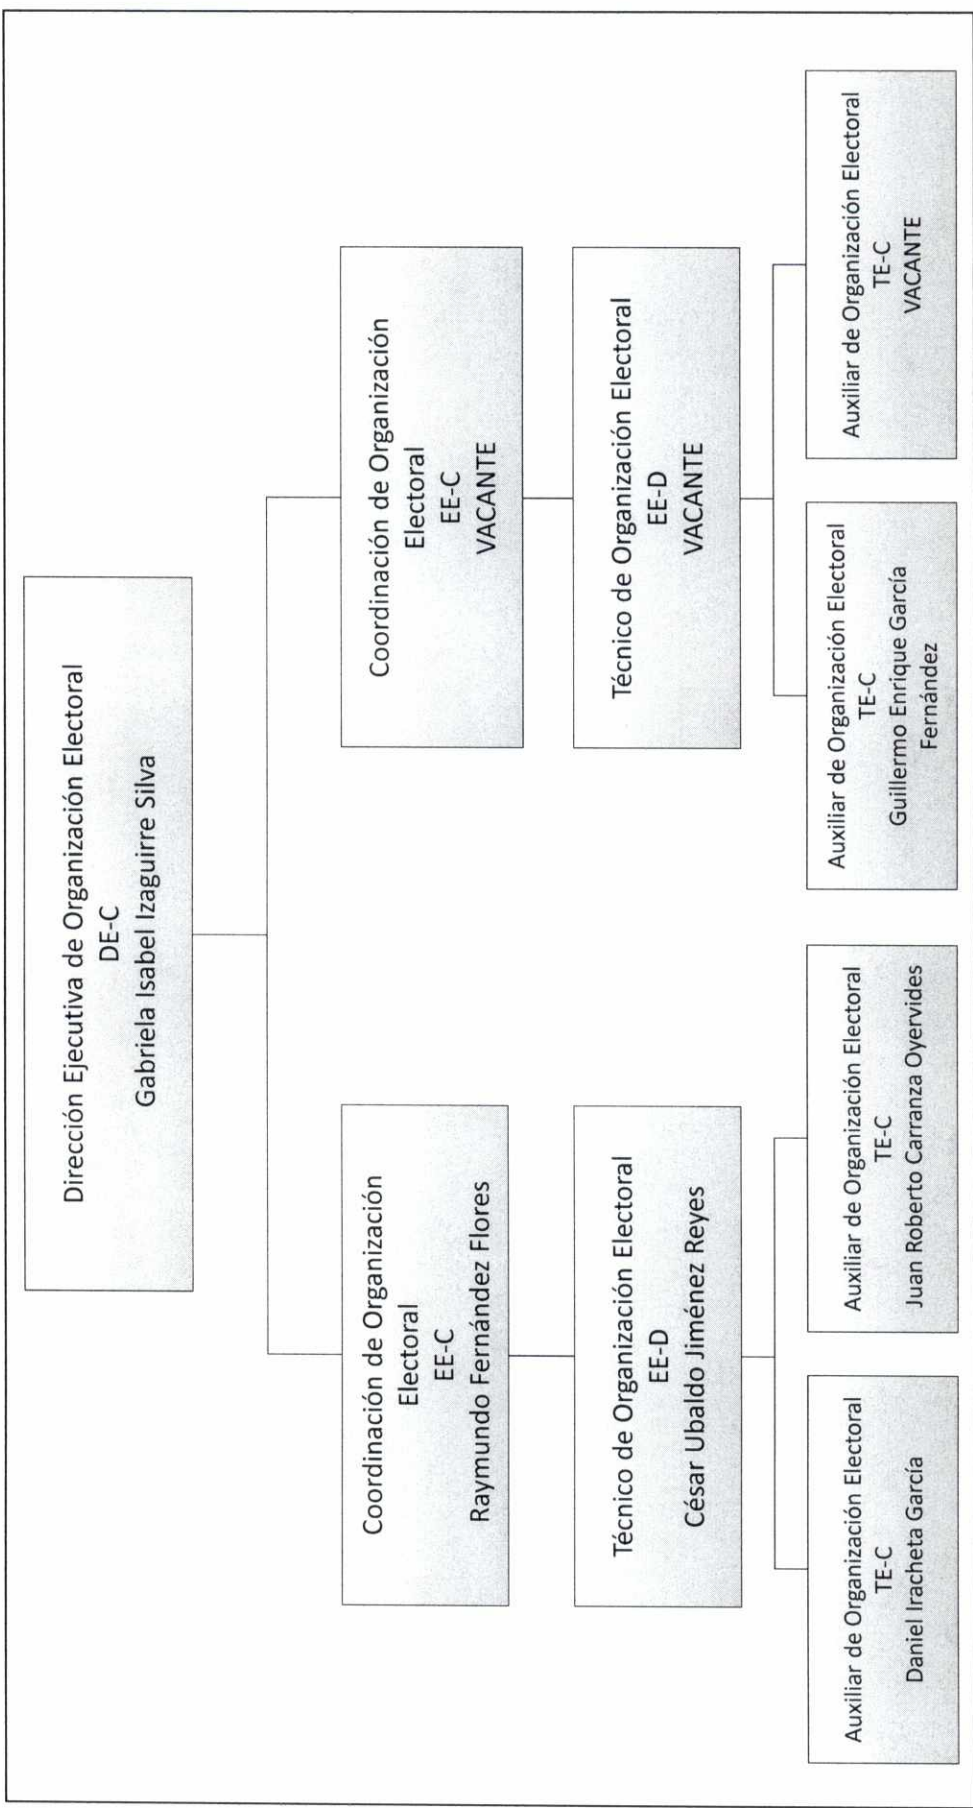 Dirección Ejecutiva de Organización Electoral
DE-C
Gabriela Isabel Izaguirre Silva
Coordinación de Organización
Electoral
EE-C
Raymundo Fernández Flores
Coordinación de Organización
Electoral
EE-C
VACANTE
Técnico de Organización Electoral
EE-D
César Ubaldo Jiménez Reyes
Técnico de Organización Electoral
EE-D
VACANTE
Auxiliar de Organización Electoral
TE-C
Daniel Iracheta García
Auxiliar de Organización Electoral
TE-C
Juan Roberto Carranza Oyervides
Auxiliar de Organización Electoral
TE-C
Guillermo Enrique García
Fernández
Auxiliar de Organización Electoral
TE-C
VACANTE